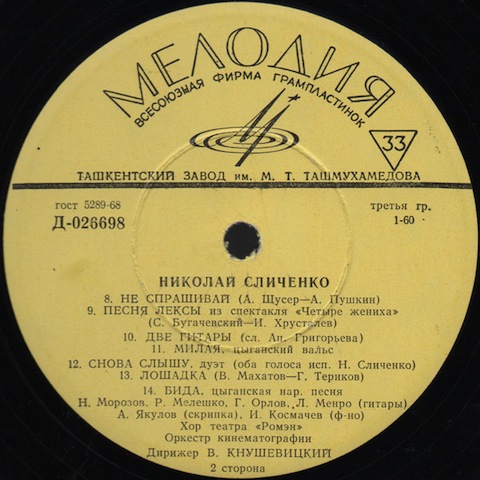 МЕЛОДИЯ
ВСЕСОЮЗНАЯ ФИРМА ГРАМПЛАСТИНОК
33
ТАШКЕНТСКИЙ ЗАВОД им. М. Т. ТАШМУХАМЕДОВА
гост 5289-68
третья гр.
Д-026698
1-60
НИКОЛАЙ СЛИЧЕНКО
8. НЕ СПРАШИВАЙ (А. Щусер—А. Пушкин)
9. ПЕСНЯ ЛЕКСЫ из спектакля «Четыре жениха»
(С. Бугачевский—И. Хрусталев)
10. ДВЕ ГИТАРЫ (сл. Ап. Григорьева)
11. МИЛАЯ, цыганский вальс
12. СНОВА СЛЫШУ, дуэт (оба голоса исп. Н. Сличенко)
13. ЛОШАДКА (В. Махатов—Г. Териков)
14. БИДА, цыганская нар. песня
Н. Морозов, Р. Мелешко, Г. Орлов, Л. Менро (гитары)
А. Якулов (скрипка), И. Космачев (ф-но)
Хор театра «Ромэн»
Оркестр кинематографии
Дирижер В. КНУШЕВИЦКИЙ
2 сторона